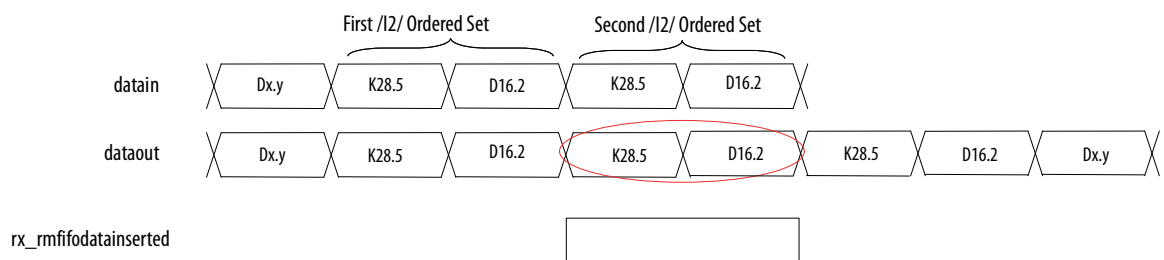 First /I2/ Ordered Set Second /I2/ Ordered Set
datain Dx.y K28.5 D16.2 K28.5 D16.2
dataout Dx.y K28.5 D16.2 K28.5 D16.2 K28.5 D16.2 Dx.y
rx_rmfifodatainserted